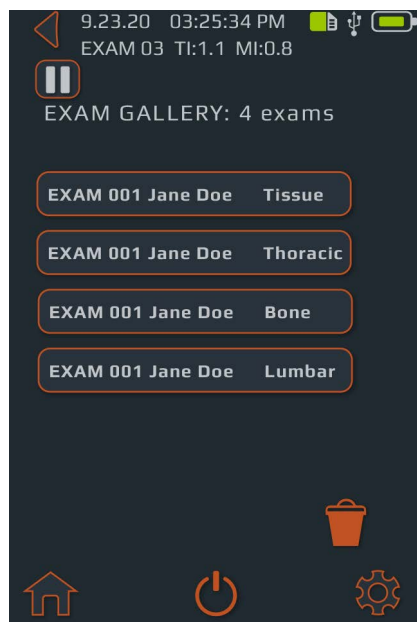 9.23.20 03:25:34 PM
EXAM 03 TI:1.1 MI:0.8
EXAM GALLERY: 4 exams
EXAM 001 Jane Doe Tissue
EXAM 001 Jane Doe Thoracic
EXAM 001 Jane Doe Bone
EXAM 001 Jane Doe Lumbar